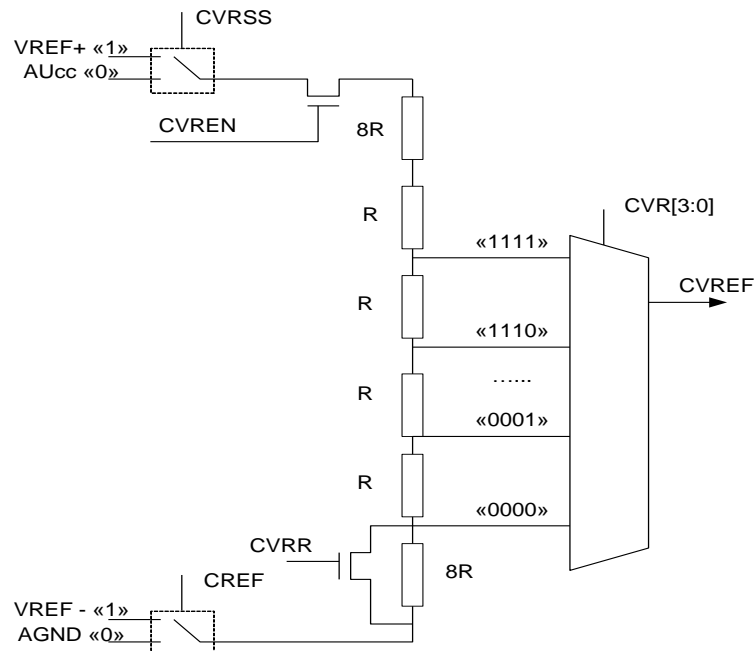 CVRSS
VREF+ «1»
AUcc «0»
CVREN
8R
R
CVR[3:0]
«1111»
CVREF
R
«1110»
…...
R
«0001»
R
«0000»
CVRR
8R
CREF
VREF - «1»
AGND «0»